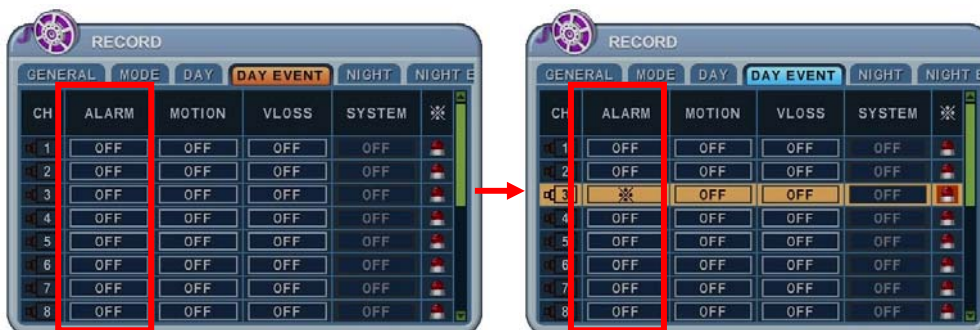 RECORD
GENERAL MODE DAY DAY EVENT NIGHT NIGHT E
CH ALARM MOTION VLOSS SYSTEM ※
1 OFF OFF OFF OFF
2 OFF OFF OFF OFF
3 OFF OFF OFF OFF
4 OFF OFF OFF OFF
5 OFF OFF OFF OFF
6 OFF OFF OFF OFF
7 OFF OFF OFF OFF
8 OFF OFF OFF OFF
RECORD
GENERAL MODE DAY DAY EVENT NIGHT NIGHT E
CH ALARM MOTION VLOSS SYSTEM ※
1 OFF OFF OFF OFF
2 OFF OFF OFF OFF
3 ※ OFF OFF OFF
4 OFF OFF OFF OFF
5 OFF OFF OFF OFF
6 OFF OFF OFF OFF
7 OFF OFF OFF OFF
8 OFF OFF OFF OFF